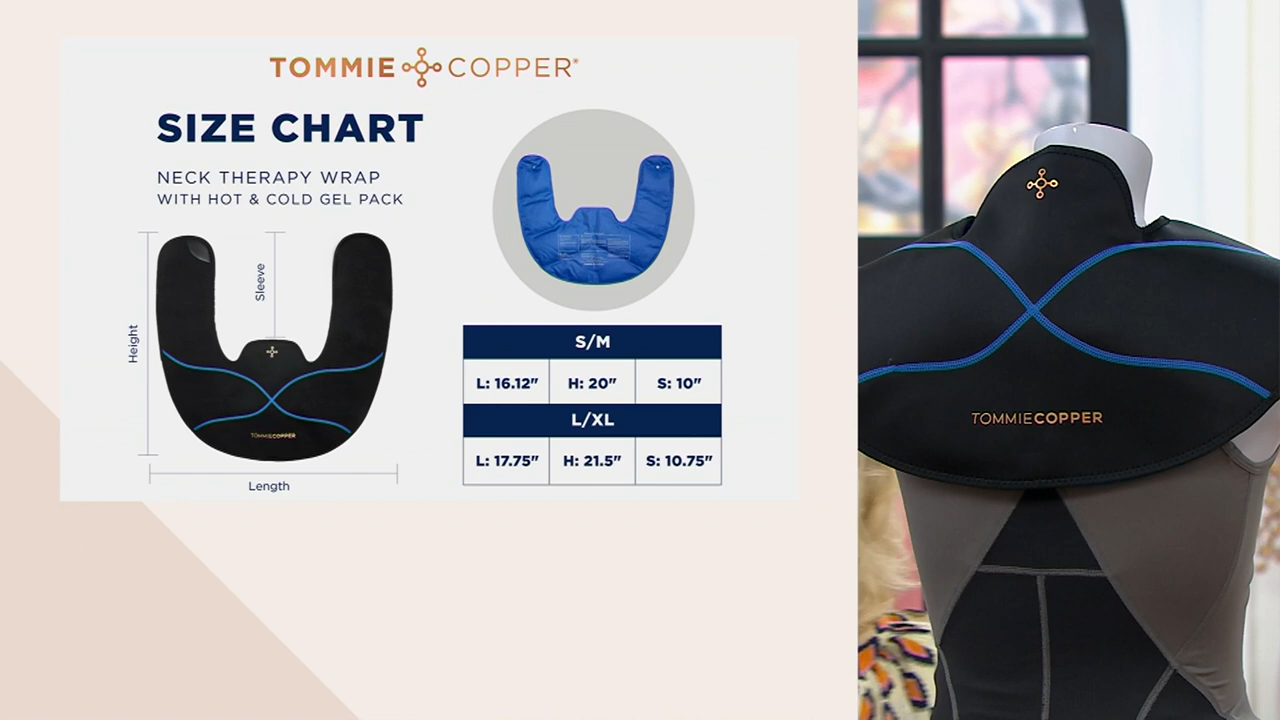 TOMMIE COPPER®
SIZE CHART
NECK THERAPY WRAP
WITH HOT & COLD GEL PACK
Sleeve
Height
TOMMIECOPPER
Length
S/M
L: 16.12" H: 20" S: 10"
L/XL
L: 17.75" H: 21.5" S: 10.75"
TOMMIECOPPER